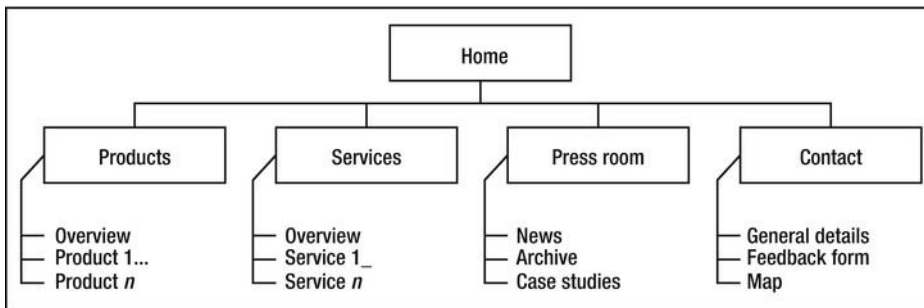 Home
Products
Services
Press room
Contact
Overview
Product 1...
Product n
Overview
Service 1_
Service n
News
Archive
Case studies
General details
Feedback form
Map